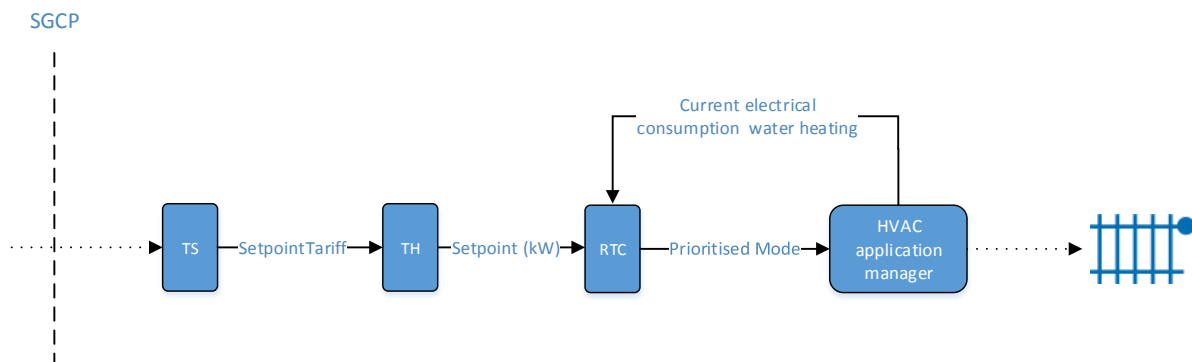 SGCP
Current electrical
consumption water heating
TS
SetpointTariff
TH
Setpoint (kW)
RTC
Prioritised Mode
HVAC
application
manager